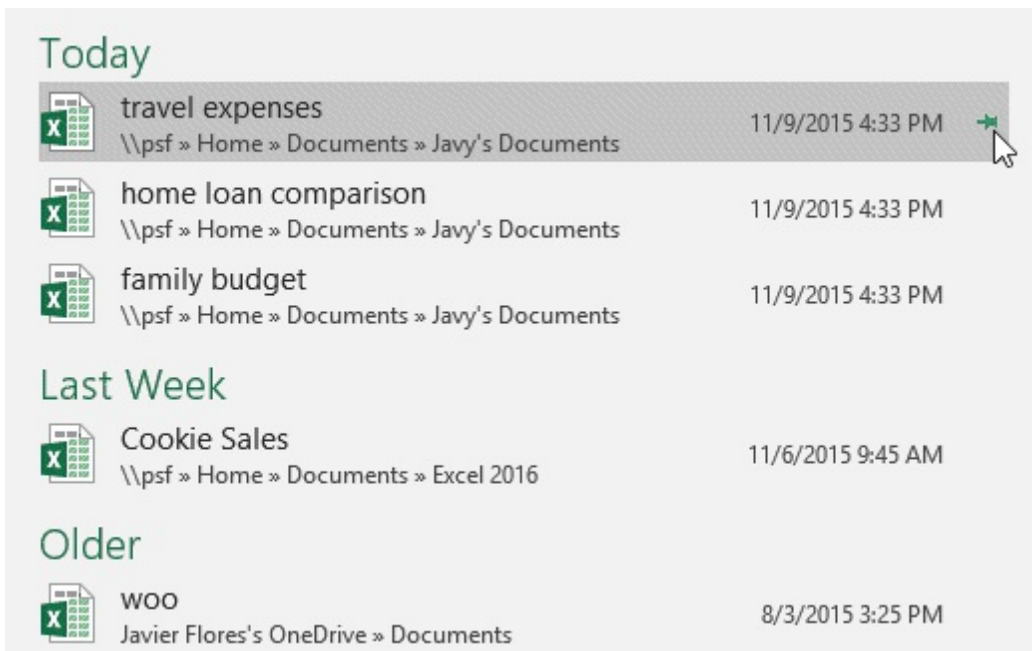 Today
travel expenses
\\psf » Home » Documents » Javy's Documents
11/9/2015 4:33 PM
home loan comparison
\\psf » Home » Documents » Javy's Documents
11/9/2015 4:33 PM
family budget
\\psf » Home » Documents » Javy's Documents
11/9/2015 4:33 PM
Last Week
Cookie Sales
\\psf » Home » Documents » Excel 2016
11/6/2015 9:45 AM
Older
woo
Javier Flores's OneDrive » Documents
8/3/2015 3:25 PM